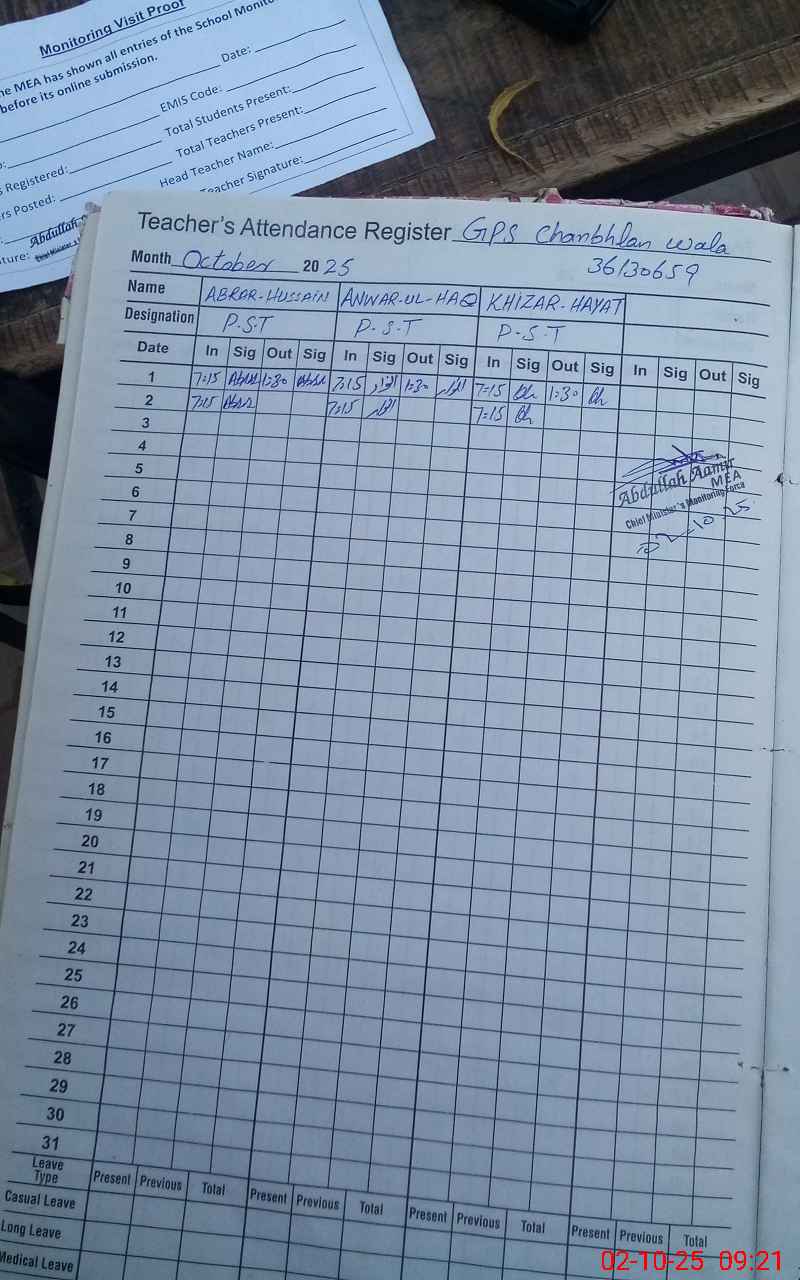 Monitoring Visit Proof
he MEA has shown all entries of the School Monito
before its online submission.
Date:
EMIS Code:
Total Students Present:
s Registered:
Total Teachers Present:
rs Posted:
Head Teacher Name:
Teacher Signature:
Abdullah
ture:
Teacher's Attendance Register GPS Chanbhlan wala
Month October 2025 36130659
Name ABRAR-HUSSAIN ANWAR-UL-HAQ KHIZAR-HAYAT
Designation P-S-T P-S-T P-S-T
Date In Sig Out Sig In Sig Out Sig In Sig Out Sig In Sig Out Sig
1 7:15 1:30 7:15 1:30 7:15 1:30
2 7:15 7:15 7:15
3
4
5
6
7
8
9
10
11
12
13
14
15
16
17
18
19
20
21
22
23
24
25
26
27
28
29
30
31
Abdullah Aamir
MEA
Chief Minister's Monitoring Force
02-10-25
Leave Type Present Previous Total Present Previous Total Present Previous Total Present Previous Total
Casual Leave
Long Leave
Medical Leave
02-10-25 09:21